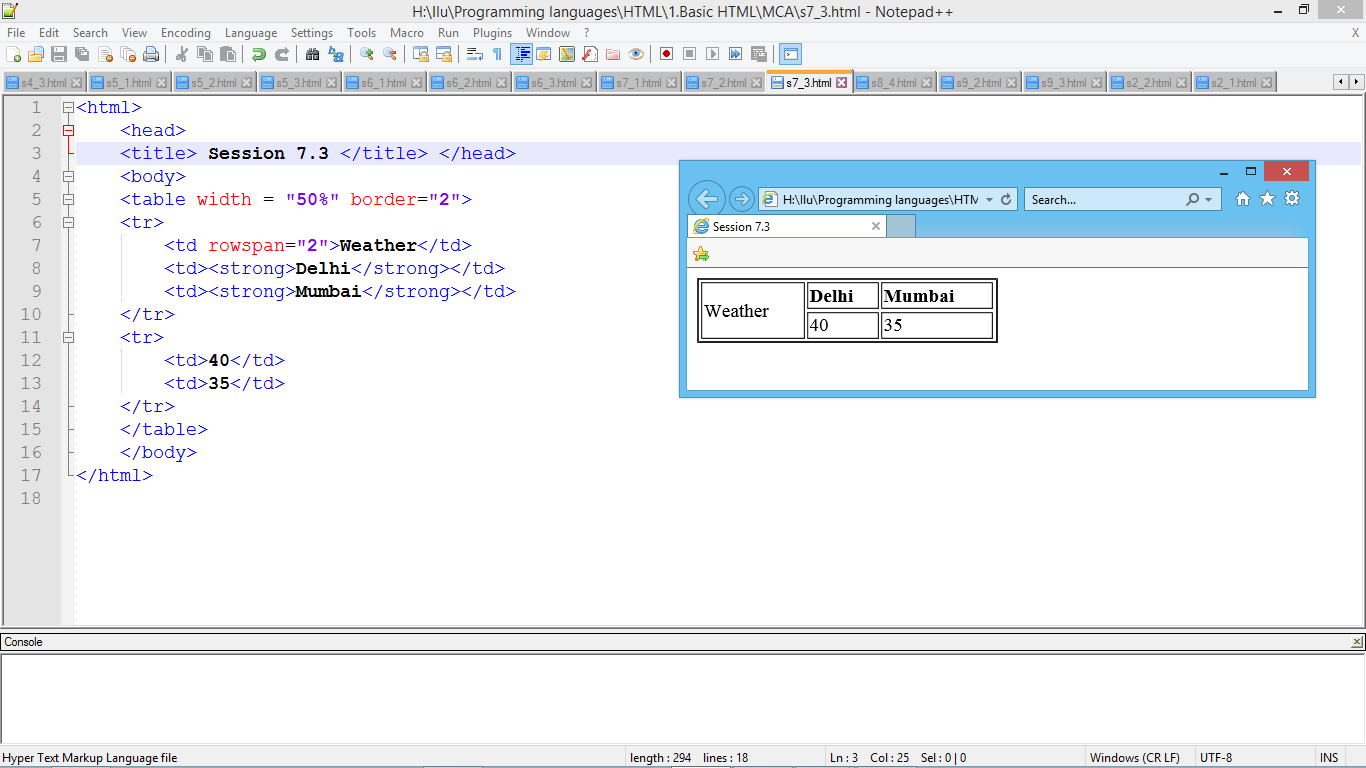 H:\Ilu\Programming languages\HTML\1.Basic HTML\MCA\s7_3.html - Notepad++
File Edit Search View Encoding Language Settings Tools Macro Run Plugins Window ? X
s4_3.html s5_1.html s5_2.html s5_3.html s6_1.html s6_2.html s6_3.html s7_1.html s7_2.html s7_3.html s8_4.html s9_2.html s9_3.html s2_2.html s2_1.html
1 <html>
2 <head>
3 <title> Session 7.3 </title> </head>
4 <body>
5 <table width = "50%" border="2">
6 <tr>
7 <td rowspan="2">Weather</td>
8 <td><strong>Delhi</strong></td>
9 <td><strong>Mumbai</strong></td>
10 </tr>
11 <tr>
12 <td>40</td>
13 <td>35</td>
14 </tr>
15 </table>
16 </body>
17 </html>
18
H:\Ilu\Programming languages\HTM
Search...
Session 7.3
Weather Delhi Mumbai
40 35
Console
Hyper Text Markup Language file length : 294 lines : 18 Ln : 3 Col : 25 Sel : 0 | 0 Windows (CR LF) UTF-8 INS